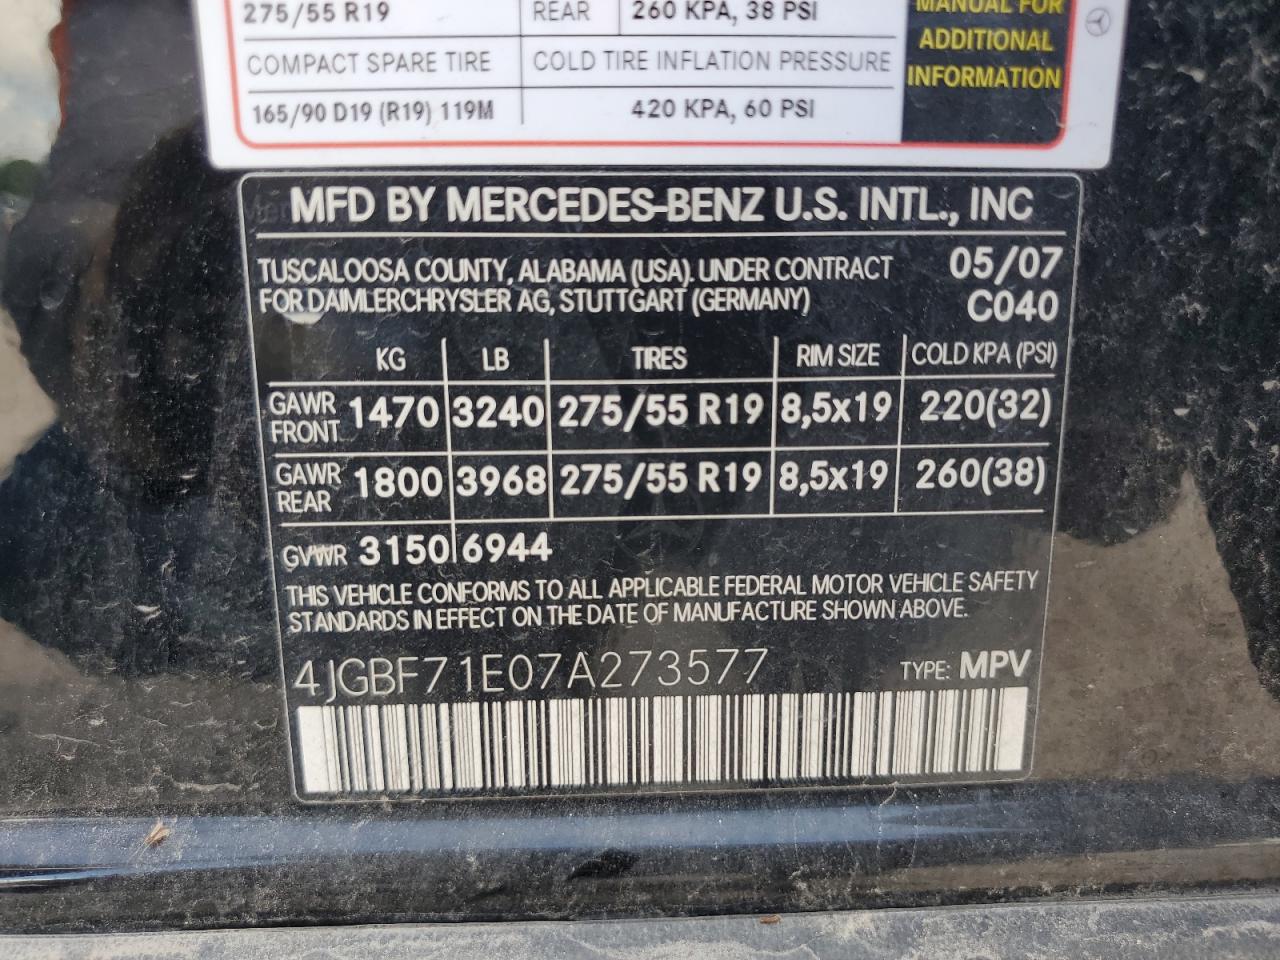 275/55 R19 REAR 260 KPA, 38 PSI
MANUAL FOR
ADDITIONAL
INFORMATION
COMPACT SPARE TIRE COLD TIRE INFLATION PRESSURE
165/90 D19 (R19) 119M 420 KPA, 60 PSI
MFD BY MERCEDES-BENZ U.S. INTL., INC
TUSCALOOSA COUNTY, ALABAMA (USA). UNDER CONTRACT 05/07
FOR DAIMLERCHRYSLER AG, STUTTGART (GERMANY) C040
KG LB TIRES RIM SIZE COLD KPA (PSI)
GAWR FRONT 1470 3240 275/55 R19 8,5x19 220(32)
GAWR REAR 1800 3968 275/55 R19 8,5x19 260(38)
GVWR 3150 6944
THIS VEHICLE CONFORMS TO ALL APPLICABLE FEDERAL MOTOR VEHICLE SAFETY
STANDARDS IN EFFECT ON THE DATE OF MANUFACTURE SHOWN ABOVE.
4JGBF71E07A273577 TYPE: MPV